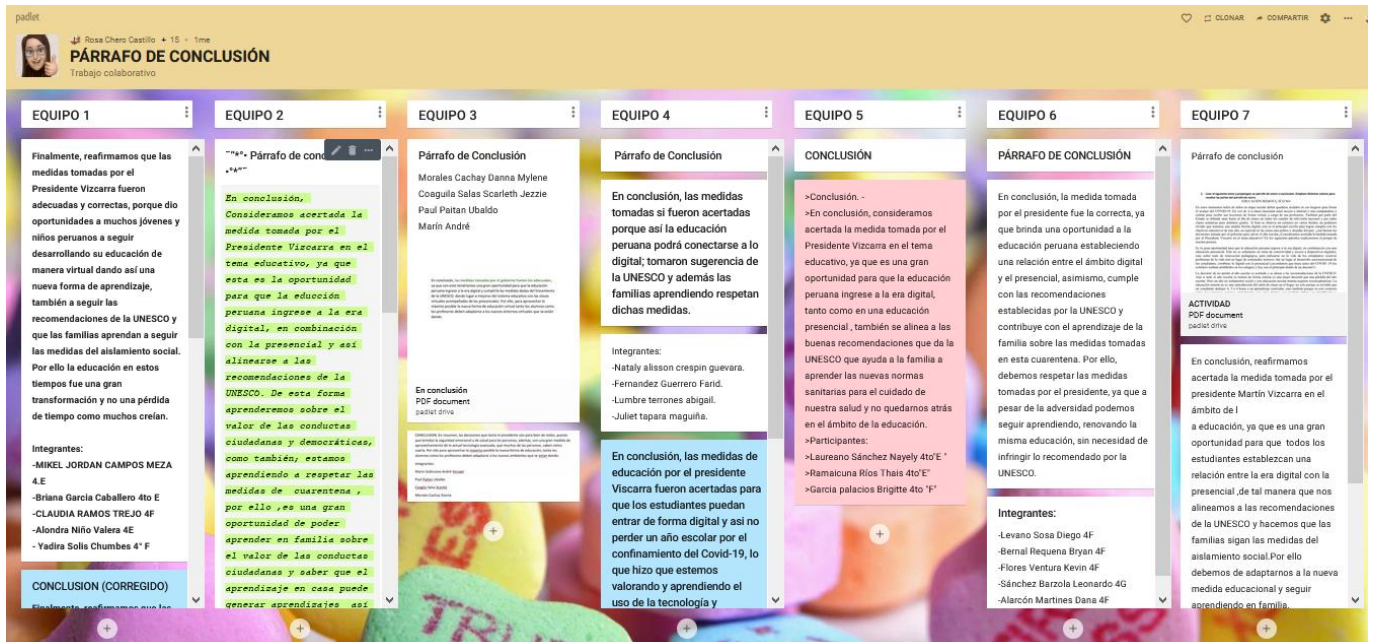 padlet
CLONAR
COMPARTIR
Rosa Chero Castillo + 15 • 1me
PÁRRAFO DE CONCLUSIÓN
Trabajo colaborativo
EQUIPO 1
Finalmente, reafirmamos que las
medidas tomadas por el
Presidente Vizcarra fueron
adecuadas y correctas, porque dio
oportunidades a muchos jóvenes y
niños peruanos a seguir
desarrollando su educación de
manera virtual dando así una
nueva forma de aprendizaje,
también a seguir las
recomendaciones de la UNESCO y
que las familias aprendan a seguir
las medidas del aislamiento social.
Por ello la educación en estos
tiempos fue una gran
transformación y no una pérdida
de tiempo como muchos creían.
Integrantes:
-MIKEL JORDAN CAMPOS MEZA
4.E
-Briana Garcia Caballero 4to E
-CLAUDIA RAMOS TREJO 4F
-Alondra Niño Valera 4E
- Yadira Solís Chumbes 4° F
CONCLUSION (CORREGIDO)
Finalmente, reafirmamos que las
EQUIPO 2
¨"*°• Párrafo de conc
•°*"¨
En conclusión,
Consideramos acertada la
medida tomada por el
Presidente Vizcarra en el
tema educativo, ya que
esta es la oportunidad
para que la educción
peruana ingrese a la era
digital, en combinación
con la presencial y así
alinearse a las
recomendaciones de la
UNESCO. De esta forma
aprenderemos sobre el
valor de las conductas
ciudadanas y democráticas,
como también, estamos
aprendiendo a respetar las
medidas de cuarentena ,
por ello ,es una gran
oportunidad de poder
aprender en familia sobre
el valor de las conductas
ciudadanas y saber que el
aprendizaje en casa puede
generar aprendizajes así
EQUIPO 3
Párrafo de Conclusión
Morales Cachay Danna Mylene
Coaguila Salas Scarleth Jezzie
Paul Paitan Ubaldo
Marín André
En conclusión
PDF document
padlet drive
EQUIPO 4
Párrafo de Conclusión
En conclusión, las medidas
tomadas si fueron acertadas
porque así la educación
peruana podrá conectarse a lo
digital; tomaron sugerencia de
la UNESCO y además las
familias aprendiendo respetan
dichas medidas.
Integrantes:
-Nataly alisson crespin guevara.
-Fernandez Guerrero Farid.
-Lumbre terrones abigail.
-Juliet tapara maguiña.
En conclusión, las medidas de
educación por el presidente
Viscarra fueron acertadas para
que los estudiantes puedan
entrar de forma digital y asi no
perder un año escolar por el
confinamiento del Covid-19, lo
que hizo que estemos
valorando y aprendiendo el
uso de la tecnología y
EQUIPO 5
CONCLUSIÓN
>Conclusión. -
>En conclusión, consideramos
acertada la medida tomada por el
Presidente Vizcarra en el tema
educativo, ya que es una gran
oportunidad para que la educación
peruana ingrese a la era digital,
tanto como en una educación
presencial , también se alinea a las
buenas recomendaciones que da la
UNESCO que ayuda a la familia a
aprender las nuevas normas
sanitarias para el cuidado de
nuestra salud y no quedarnos atrás
en el ámbito de la educación.
>Participantes:
>Laureano Sánchez Nayely 4to"E "
>Ramaicuna Ríos Thais 4to"E"
>Garcia palacios Brigitte 4to "F"
EQUIPO 6
PÁRRAFO DE CONCLUSIÓN
En conclusión, la medida tomada
por el presidente fue la correcta, ya
que brinda una oportunidad a la
educación peruana estableciendo
una relación entre el ámbito digital
y el presencial, asimismo, cumple
con las recomendaciones
establecidas por la UNESCO y
contribuye con el aprendizaje de la
familia sobre las medidas tomadas
en esta cuarentena. Por ello,
debemos respetar las medidas
tomadas por el presidente, ya que a
pesar de la adversidad podemos
seguir aprendiendo, renovando la
misma educación, sin necesidad de
infringir lo recomendado por la
UNESCO.
Integrantes:
-Levano Sosa Diego 4F
-Bernal Requena Bryan 4F
-Flores Ventura Kevin 4F
-Sánchez Barzola Leonardo 4G
-Alarcón Martines Dana 4F
EQUIPO 7
Párrafo de conclusión
ACTIVIDAD
PDF document
padlet drive
En conclusión, reafirmamos
acertada la medida tomada por el
presidente Martín Vizcarra en el
ámbito de l
a educación, ya que es una gran
oportunidad para que todos los
estudiantes establezcan una
relación entre la era digital con la
presencial ,de tal manera que nos
alineamos a las recomendaciones
de la UNESCO y hacemos que las
familias sigan las medidas del
aislamiento social.Por ello
debemos de adaptarnos a la nueva
medida educacional y seguir
aprendiendo en familia.